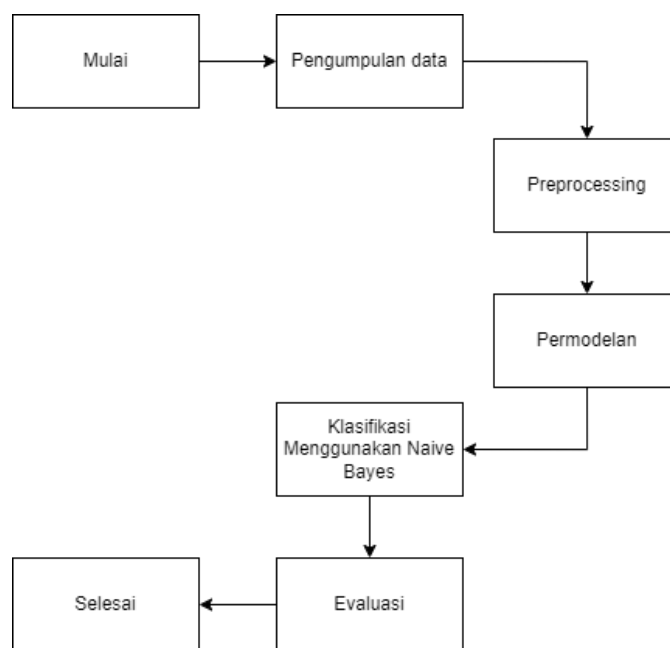 Mulai
Pengumpulan data
Preprocessing
Permodelan
Klasifikasi
Menggunakan Naive
Bayes
Evaluasi
Selesai